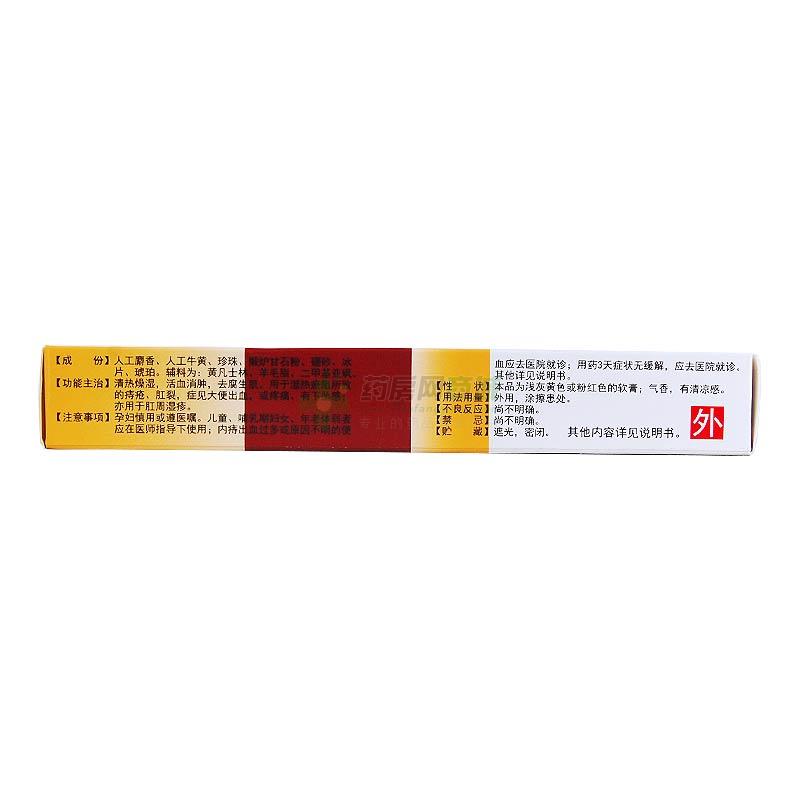 【成　份】人工麝香、人工牛黄、珍珠、煅炉甘石粉、硼砂、冰
片、琥珀。辅料为：黄凡士林、羊毛脂、二甲基亚砜。
【功能主治】清热燥湿，活血消肿，去腐生肌。用于湿热瘀阻所致
的痔疮、肛裂，症见大便出血，或疼痛、有下坠感；
亦用于肛周湿疹。
【注意事项】孕妇慎用或遵医嘱。儿童、哺乳期妇女、年老体弱者
应在医师指导下使用；内痔出血过多或原因不明的便
血应去医院就诊；用药3天症状无缓解，应去医院就诊。
其他详见说明书。
【性　状】本品为浅灰黄色或粉红色的软膏；气香，有清凉感。
【用法用量】外用，涂擦患处。
【不良反应】尚不明确。
【禁　忌】尚不明确。
【贮　藏】遮光，密闭。 其他内容详见说明书。
外
药房网